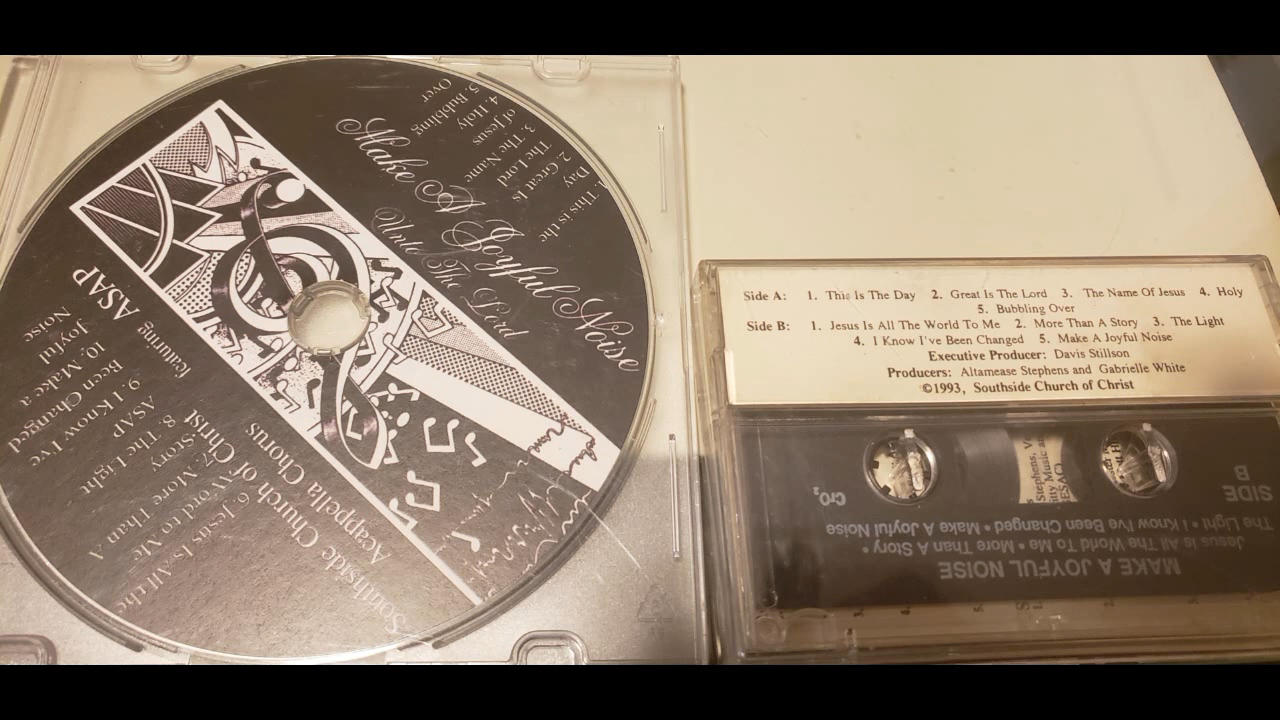 Make A Joyful Noise
Unto The Lord
1. This is the
Day
2. Great Is
The Lord
3. The Name
of Jesus
4. Holy
5. Bubbling
Over
Southside Church of Christ
Acappella Chorus
featuring ASAP
6. Jesus Is All the
World to Me
7. More Than A
Story
8. The Light -
ASAP
9. I Know I've
Been Changed
10. Make a
Joyful
Noise
Side A: 1. This Is The Day 2. Great Is The Lord 3. The Name Of Jesus 4. Holy
5. Bubbling Over
Side B: 1. Jesus Is All The World To Me 2. More Than A Story 3. The Light
4. I Know I've Been Changed 5. Make A Joyful Noise
Executive Producer: Davis Stillson
Producers: Altamease Stephens and Gabrielle White
©1993, Southside Church of Christ
MAKE A JOYFUL NOISE
Jesus Is All The World To Me • More Than A Story •
The Light • I Know I've Been Changed • Make A Joyful Noise
SIDE
B
CrO₂
Stephens, V
itty Music a
ESAC)